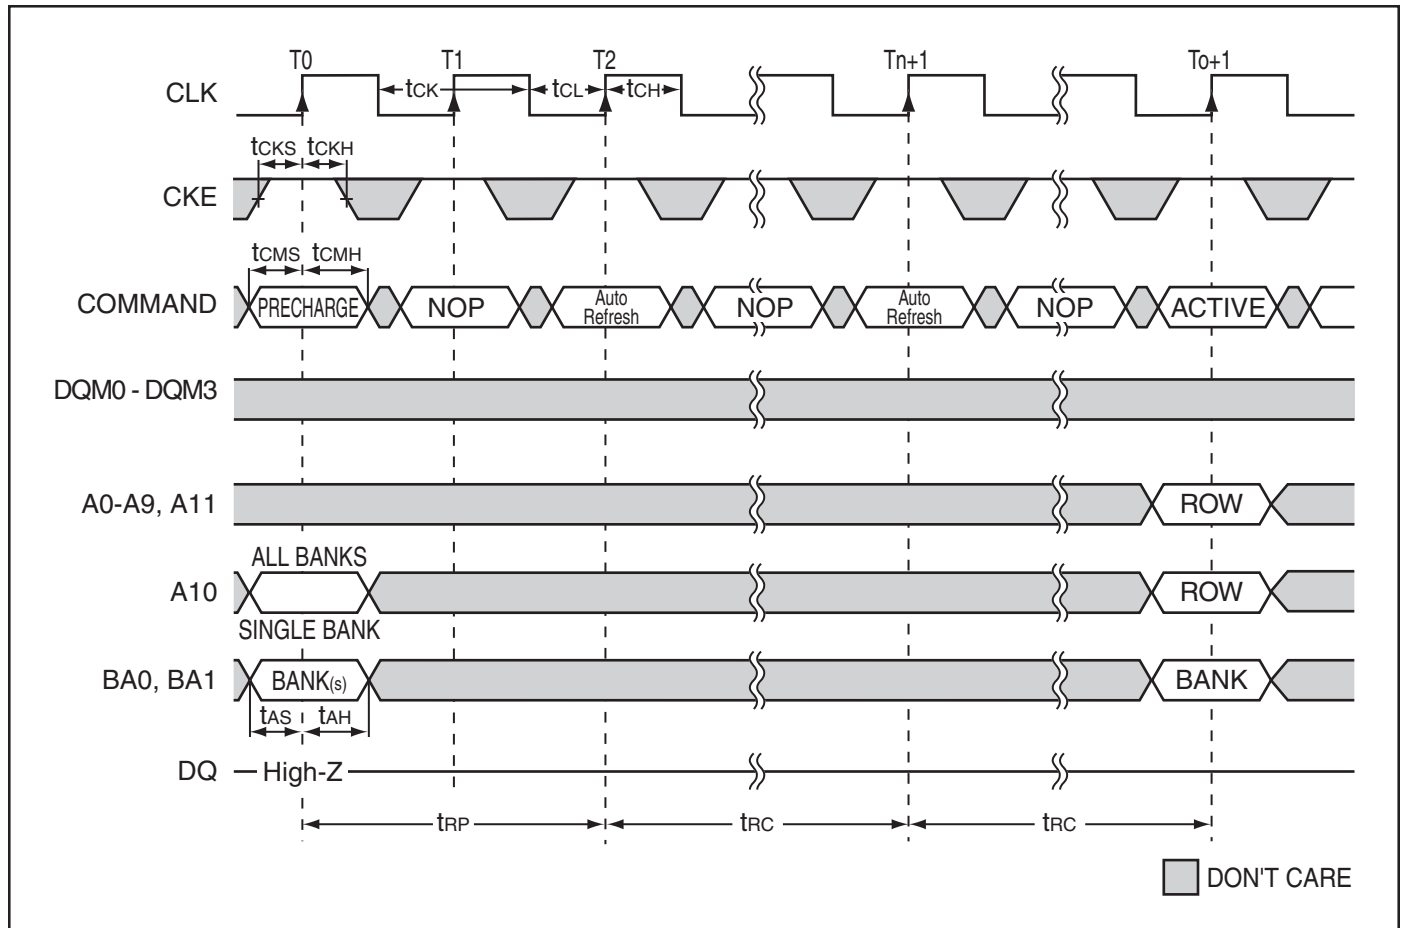 T0 T1 T2 Tn+1 To+1
CLK tCK tCL tCH
tCKS tCKH
CKE
tCMS tCMH
COMMAND PRECHARGE NOP Auto Refresh NOP Auto Refresh NOP ACTIVE
DQM0 - DQM3
A0-A9, A11 ROW
ALL BANKS
A10 ROW
SINGLE BANK
BA0, BA1 BANK(s) BANK
tAS tAH
DQ High-Z
tRP tRC tRC
DON'T CARE